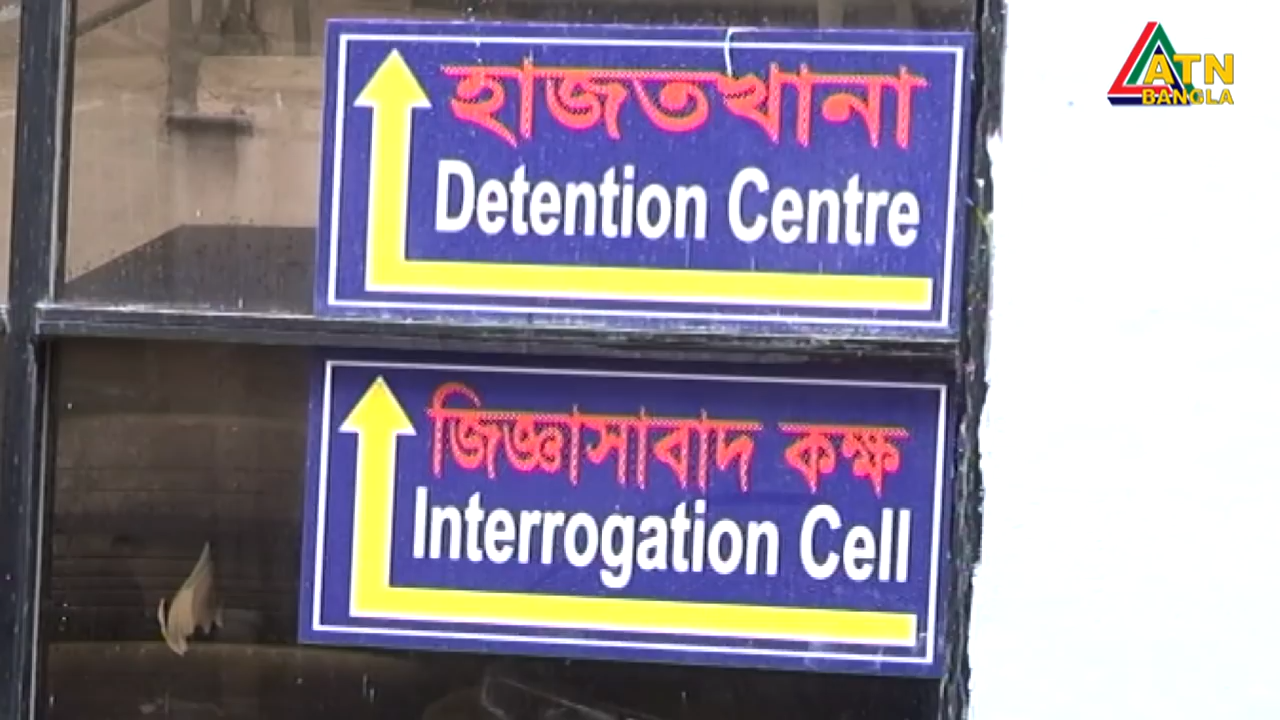 হাজতখানা
Detention Centre
জিজ্ঞাসাবাদ কক্ষ
Interrogation Cell
ATN
BANGLA